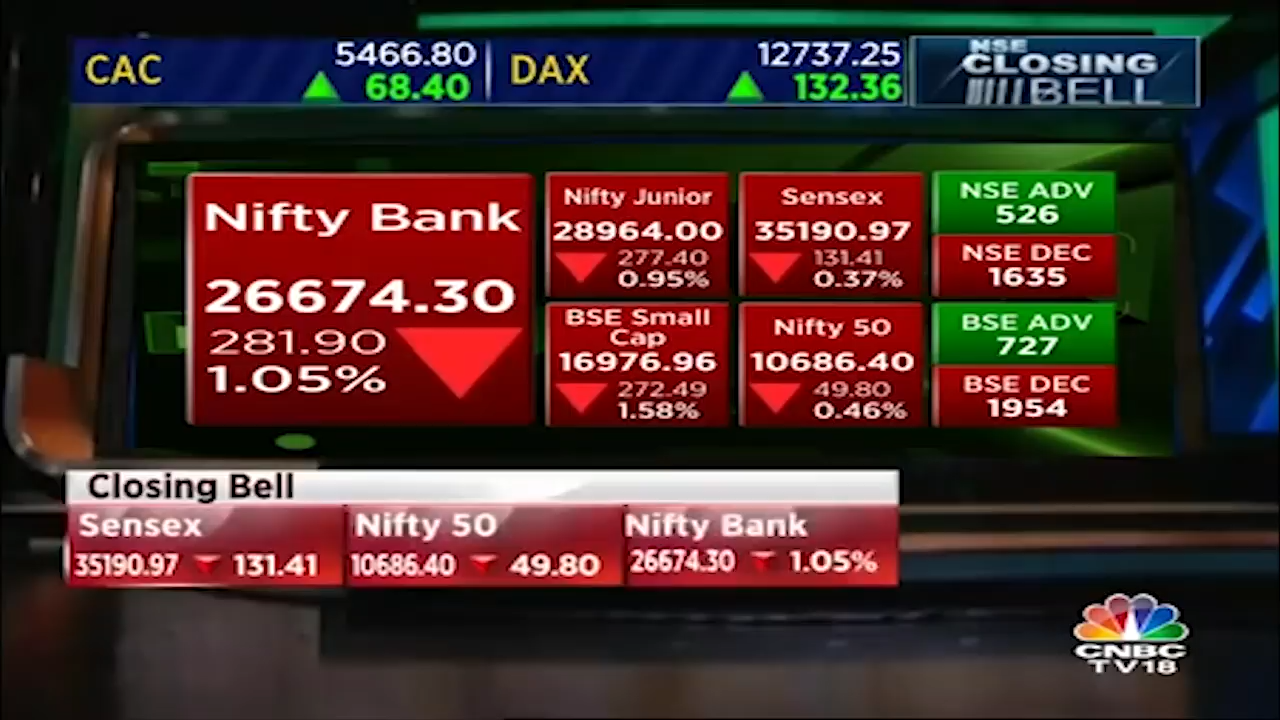 CAC
5466.80
68.40
DAX
12737.25
132.36
NSE
CLOSING
BELL
Nifty Bank
26674.30
281.90
1.05%
Nifty Junior
28964.00
277.40
0.95%
Sensex
35190.97
131.41
0.37%
NSE ADV
526
NSE DEC
1635
BSE Small
Cap
16976.96
272.49
1.58%
Nifty 50
10686.40
49.80
0.46%
BSE ADV
727
BSE DEC
1954
Closing Bell
Sensex
35190.97 131.41
Nifty 50
10686.40 49.80
Nifty Bank
26674.30 1.05%
CNBC
TV18